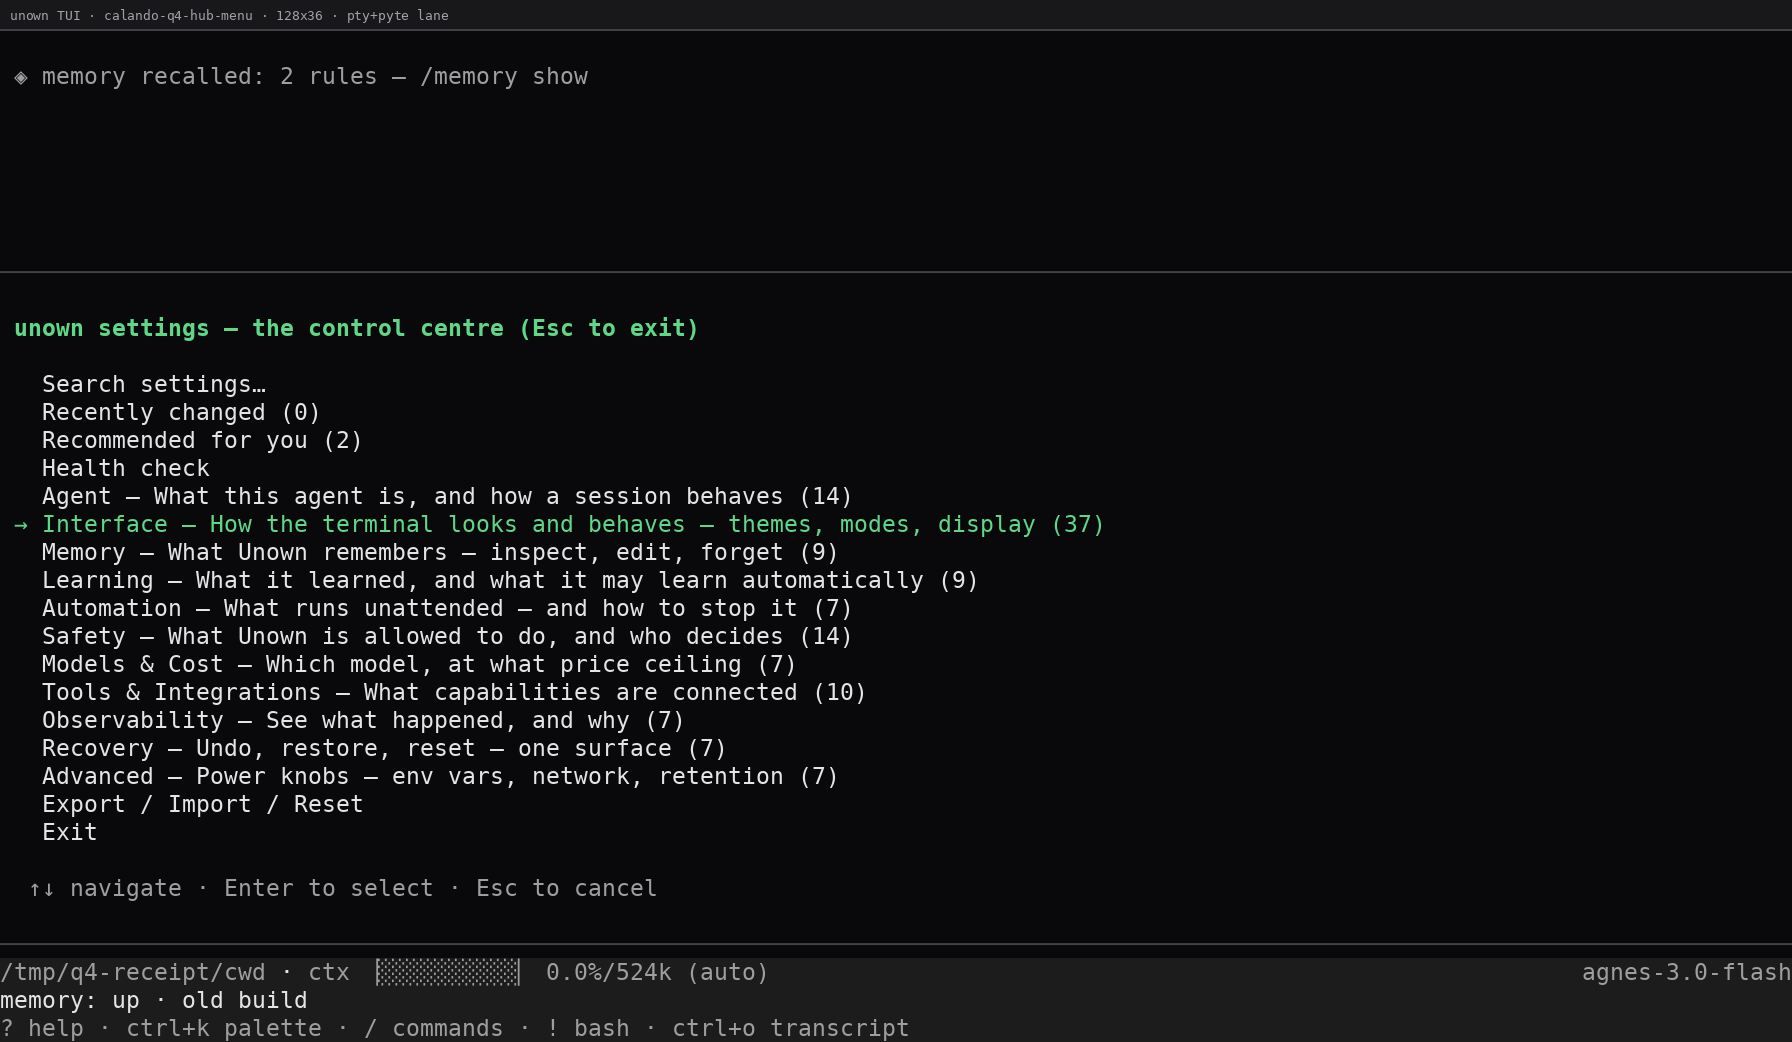 unown TUI · calando-q4-hub-menu · 128x36 · pty+pyte lane
◈ memory recalled: 2 rules — /memory show
unown settings — the control centre (Esc to exit)
Search settings…
Recently changed (0)
Recommended for you (2)
Health check
Agent — What this agent is, and how a session behaves (14)
→ Interface — How the terminal looks and behaves — themes, modes, display (37)
Memory — What Unown remembers — inspect, edit, forget (9)
Learning — What it learned, and what it may learn automatically (9)
Automation — What runs unattended — and how to stop it (7)
Safety — What Unown is allowed to do, and who decides (14)
Models & Cost — Which model, at what price ceiling (7)
Tools & Integrations — What capabilities are connected (10)
Observability — See what happened, and why (7)
Recovery — Undo, restore, reset — one surface (7)
Advanced — Power knobs — env vars, network, retention (7)
Export / Import / Reset
Exit
↑↓ navigate · Enter to select · Esc to cancel
/tmp/q4-receipt/cwd · ctx ▕░░░░░░░░░░▏ 0.0%/524k (auto) agnes-3.0-flash
memory: up · old build
? help · ctrl+k palette · / commands · ! bash · ctrl+o transcript